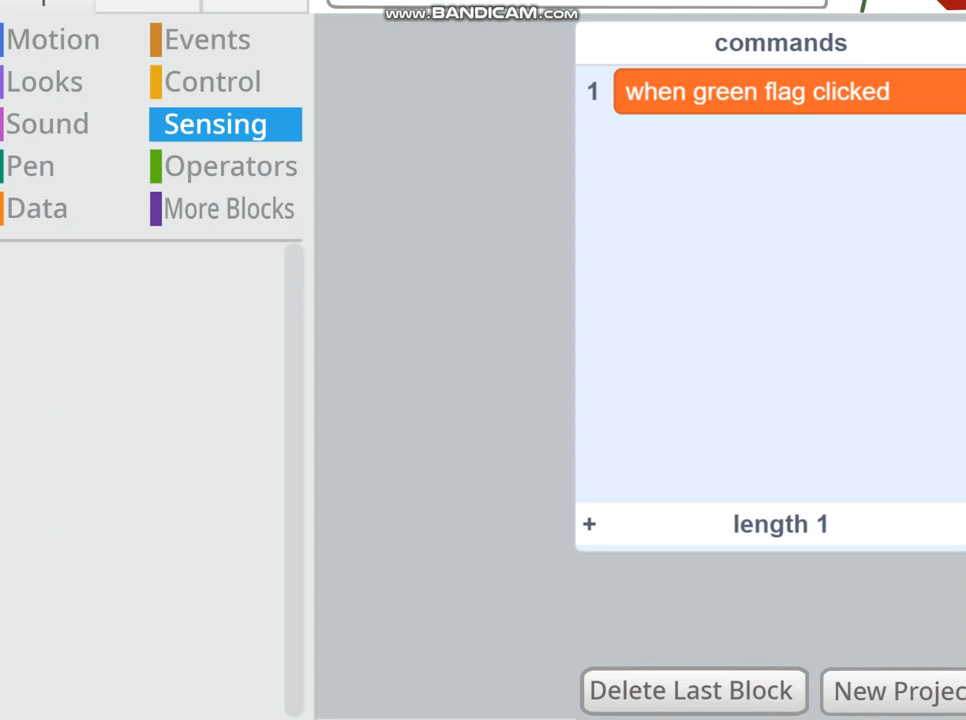 www.BANDICAM.com
Motion
Events
Looks
Control
Sound
Sensing
Pen
Operators
Data
More Blocks
commands
1 when green flag clicked
+ length 1
Delete Last Block
New Projec